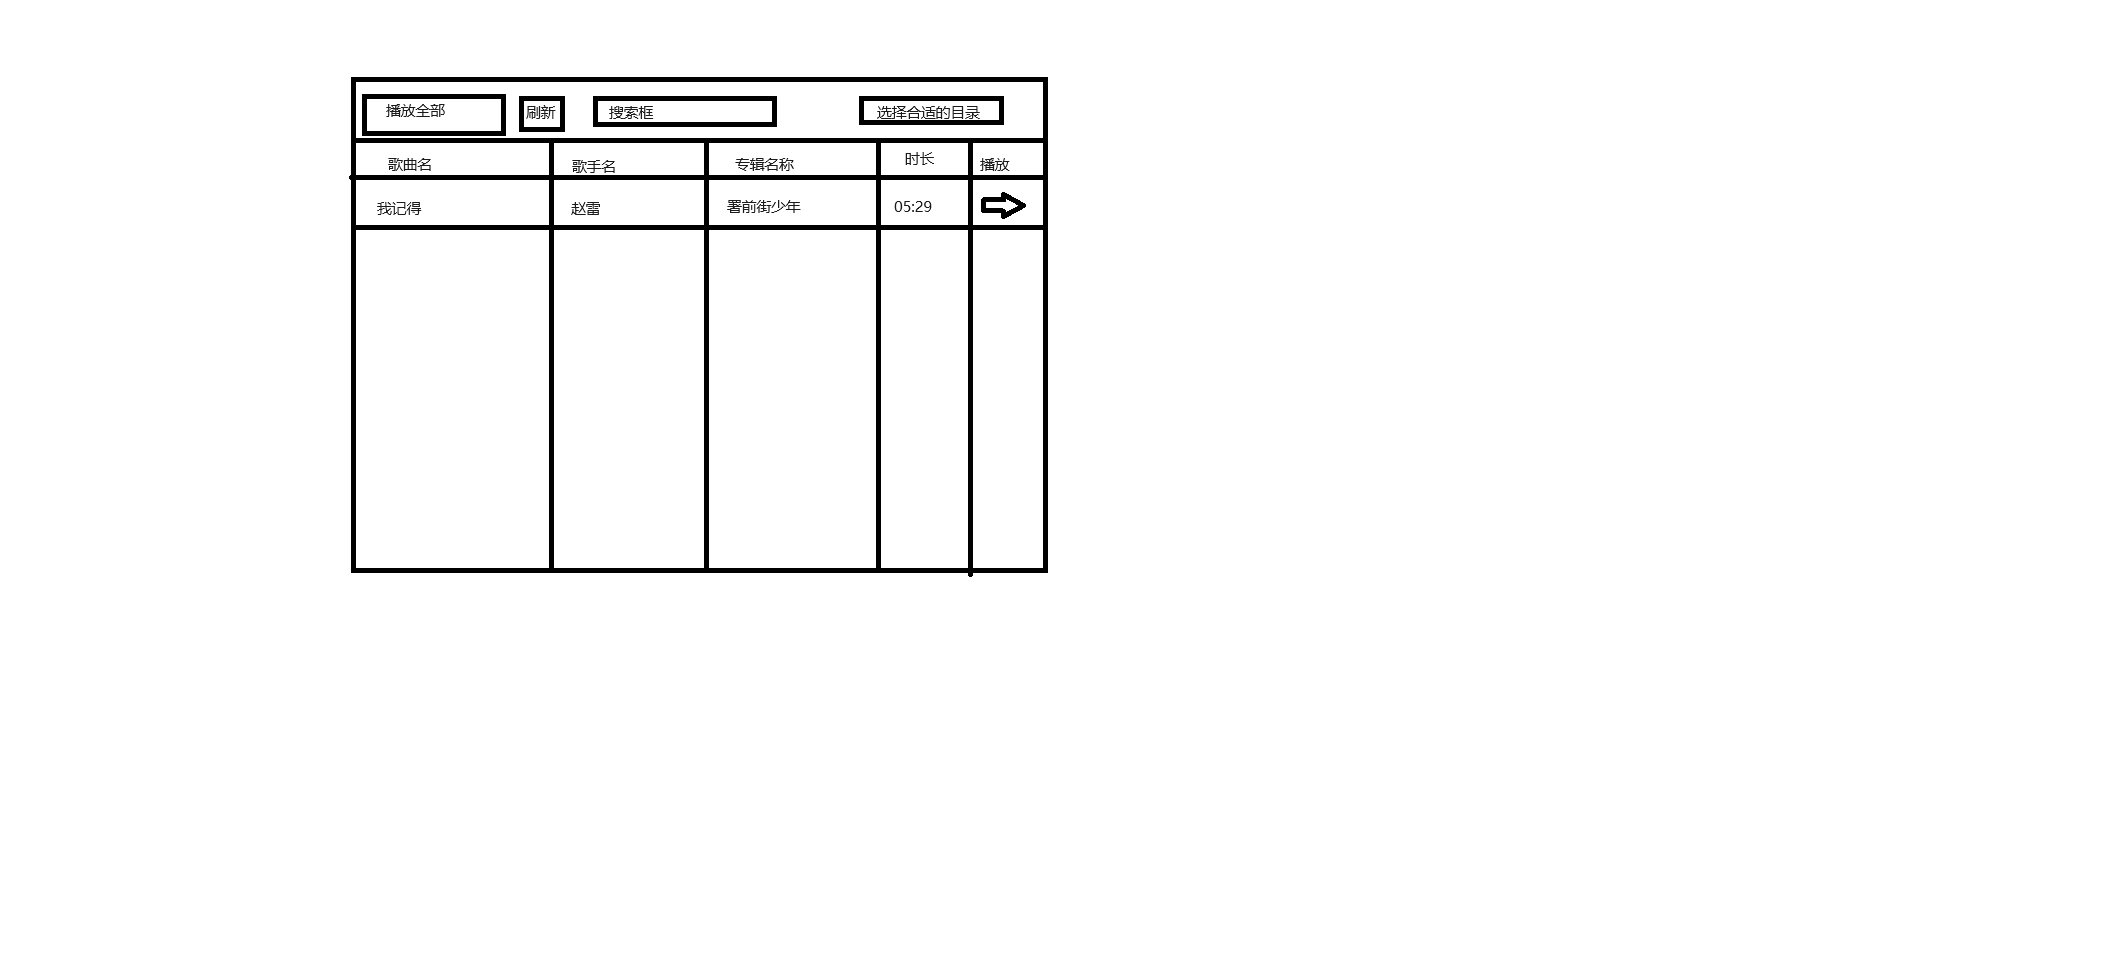 播放全部
刷新
搜索框
选择合适的目录
歌曲名
歌手名
专辑名称
时长
播放
我记得
赵雷
署前街少年
05:29